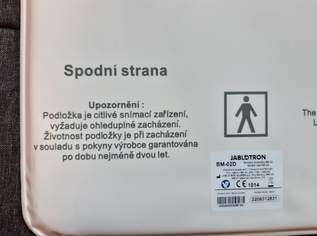 Spodní strana
Upozornění :
Podložka je citlivé snímací zařízení,
vyžaduje ohleduplné zacházení.
Životnost podložky je při zacházení
v souladu s pokyny výrobce garantována
po dobu nejméně dvou let.
The
JABLOTRON
BM-02D
1014